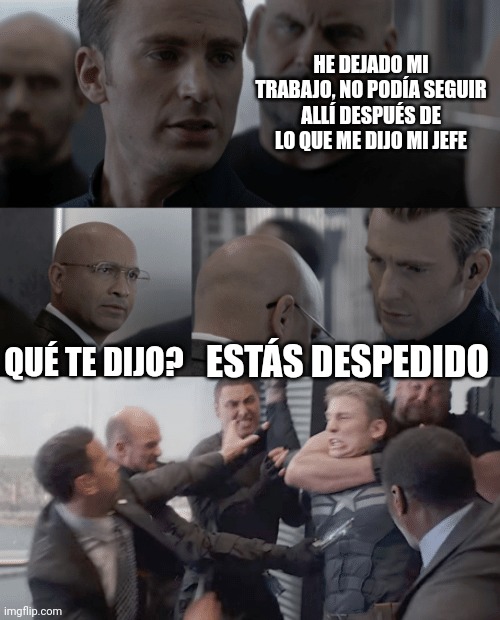 HE DEJADO MI
TRABAJO, NO PODÍA SEGUIR
ALLÍ DESPUÉS DE
LO QUE ME DIJO MI JEFE
QUÉ TE DIJO?
ESTÁS DESPEDIDO
imgflip.com